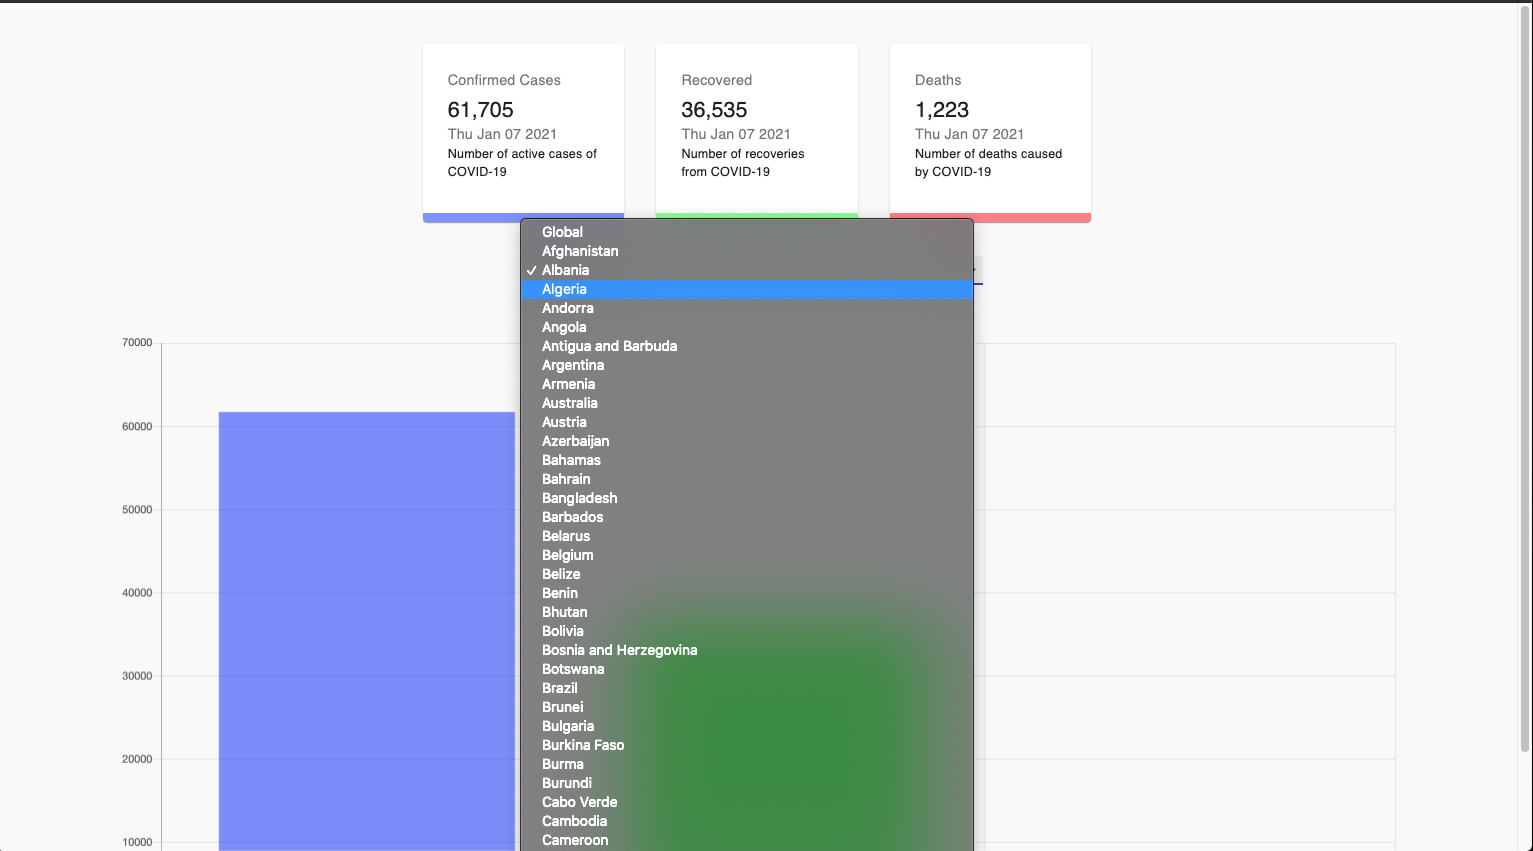 Confirmed Cases
61,705
Thu Jan 07 2021
Number of active cases of
COVID-19
Recovered
36,535
Thu Jan 07 2021
Number of recoveries
from COVID-19
Deaths
1,223
Thu Jan 07 2021
Number of deaths caused
by COVID-19
Global
Afghanistan
✓ Albania
Algeria
Andorra
Angola
Antigua and Barbuda
Argentina
Armenia
Australia
Austria
Azerbaijan
Bahamas
Bahrain
Bangladesh
Barbados
Belarus
Belgium
Belize
Benin
Bhutan
Bolivia
Bosnia and Herzegovina
Botswana
Brazil
Brunei
Bulgaria
Burkina Faso
Burma
Burundi
Cabo Verde
Cambodia
Cameroon
70000
60000
50000
40000
30000
20000
10000